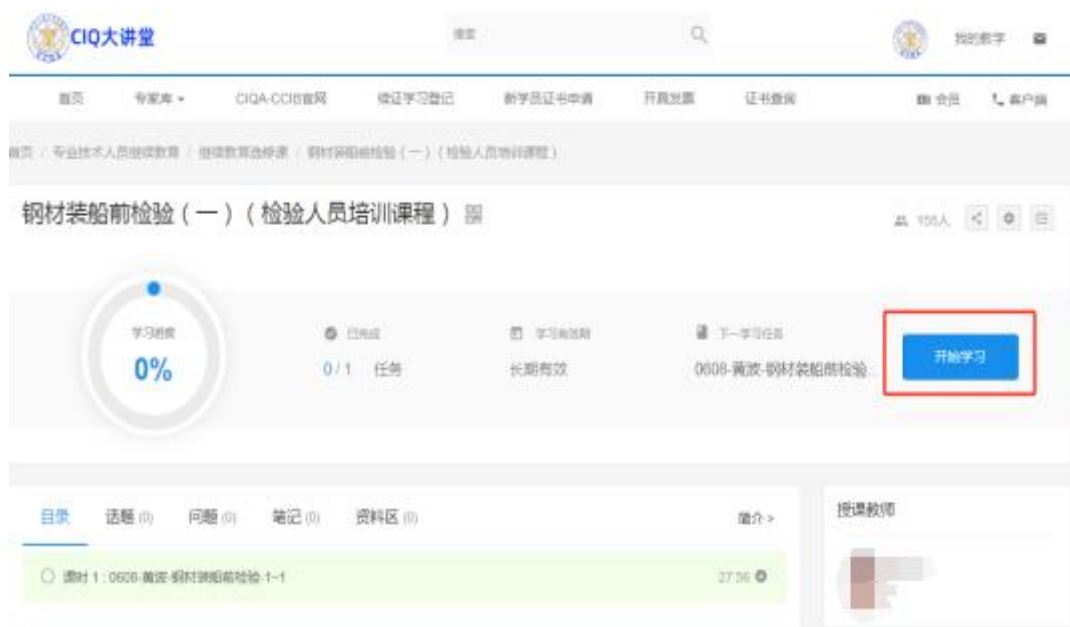 CIQ大讲堂
搜索
我的教学
首页 专家库 CIQA-CCIB官网 续证学习登记 新学员证书申请 开具发票 证书查询 会员 客户端
首页 / 专业技术人员继续教育 / 继续教育选修课 / 钢材装船前检验（一）（检验人员培训课程）
钢材装船前检验（一）（检验人员培训课程）
学习进度
0%
已完成
0/1 任务
学习有效期
长期有效
下一学习任务
0608-黄波-钢材装船前检验...
开始学习
目录 话题 (0) 问题 (0) 笔记 (0) 资料区 (0) 简介 >
课时 1 : 0608-黄波-钢材装船前检验-1-1 27:56
授课教师